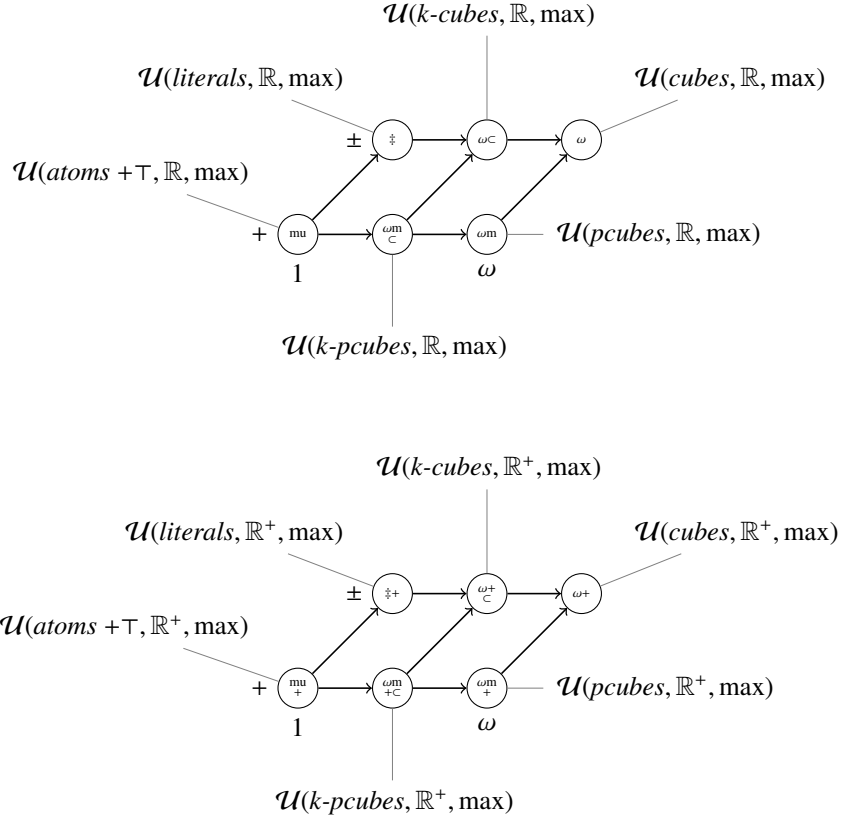 𝒰(k-cubes, ℝ, max)
𝒰(literals, ℝ, max)
𝒰(cubes, ℝ, max)
± ‡ ω⊂ ω
𝒰(atoms +⊤, ℝ, max)
+ mu ωm ⊂ ωm 𝒰(pcubes, ℝ, max)
1 ω
𝒰(k-pcubes, ℝ, max)
𝒰(k-cubes, ℝ⁺, max)
𝒰(literals, ℝ⁺, max)
𝒰(cubes, ℝ⁺, max)
± ‡+ ω+ ⊂ ω+
𝒰(atoms +⊤, ℝ⁺, max)
+ mu + ωm +⊂ ωm + 𝒰(pcubes, ℝ⁺, max)
1 ω
𝒰(k-pcubes, ℝ⁺, max)